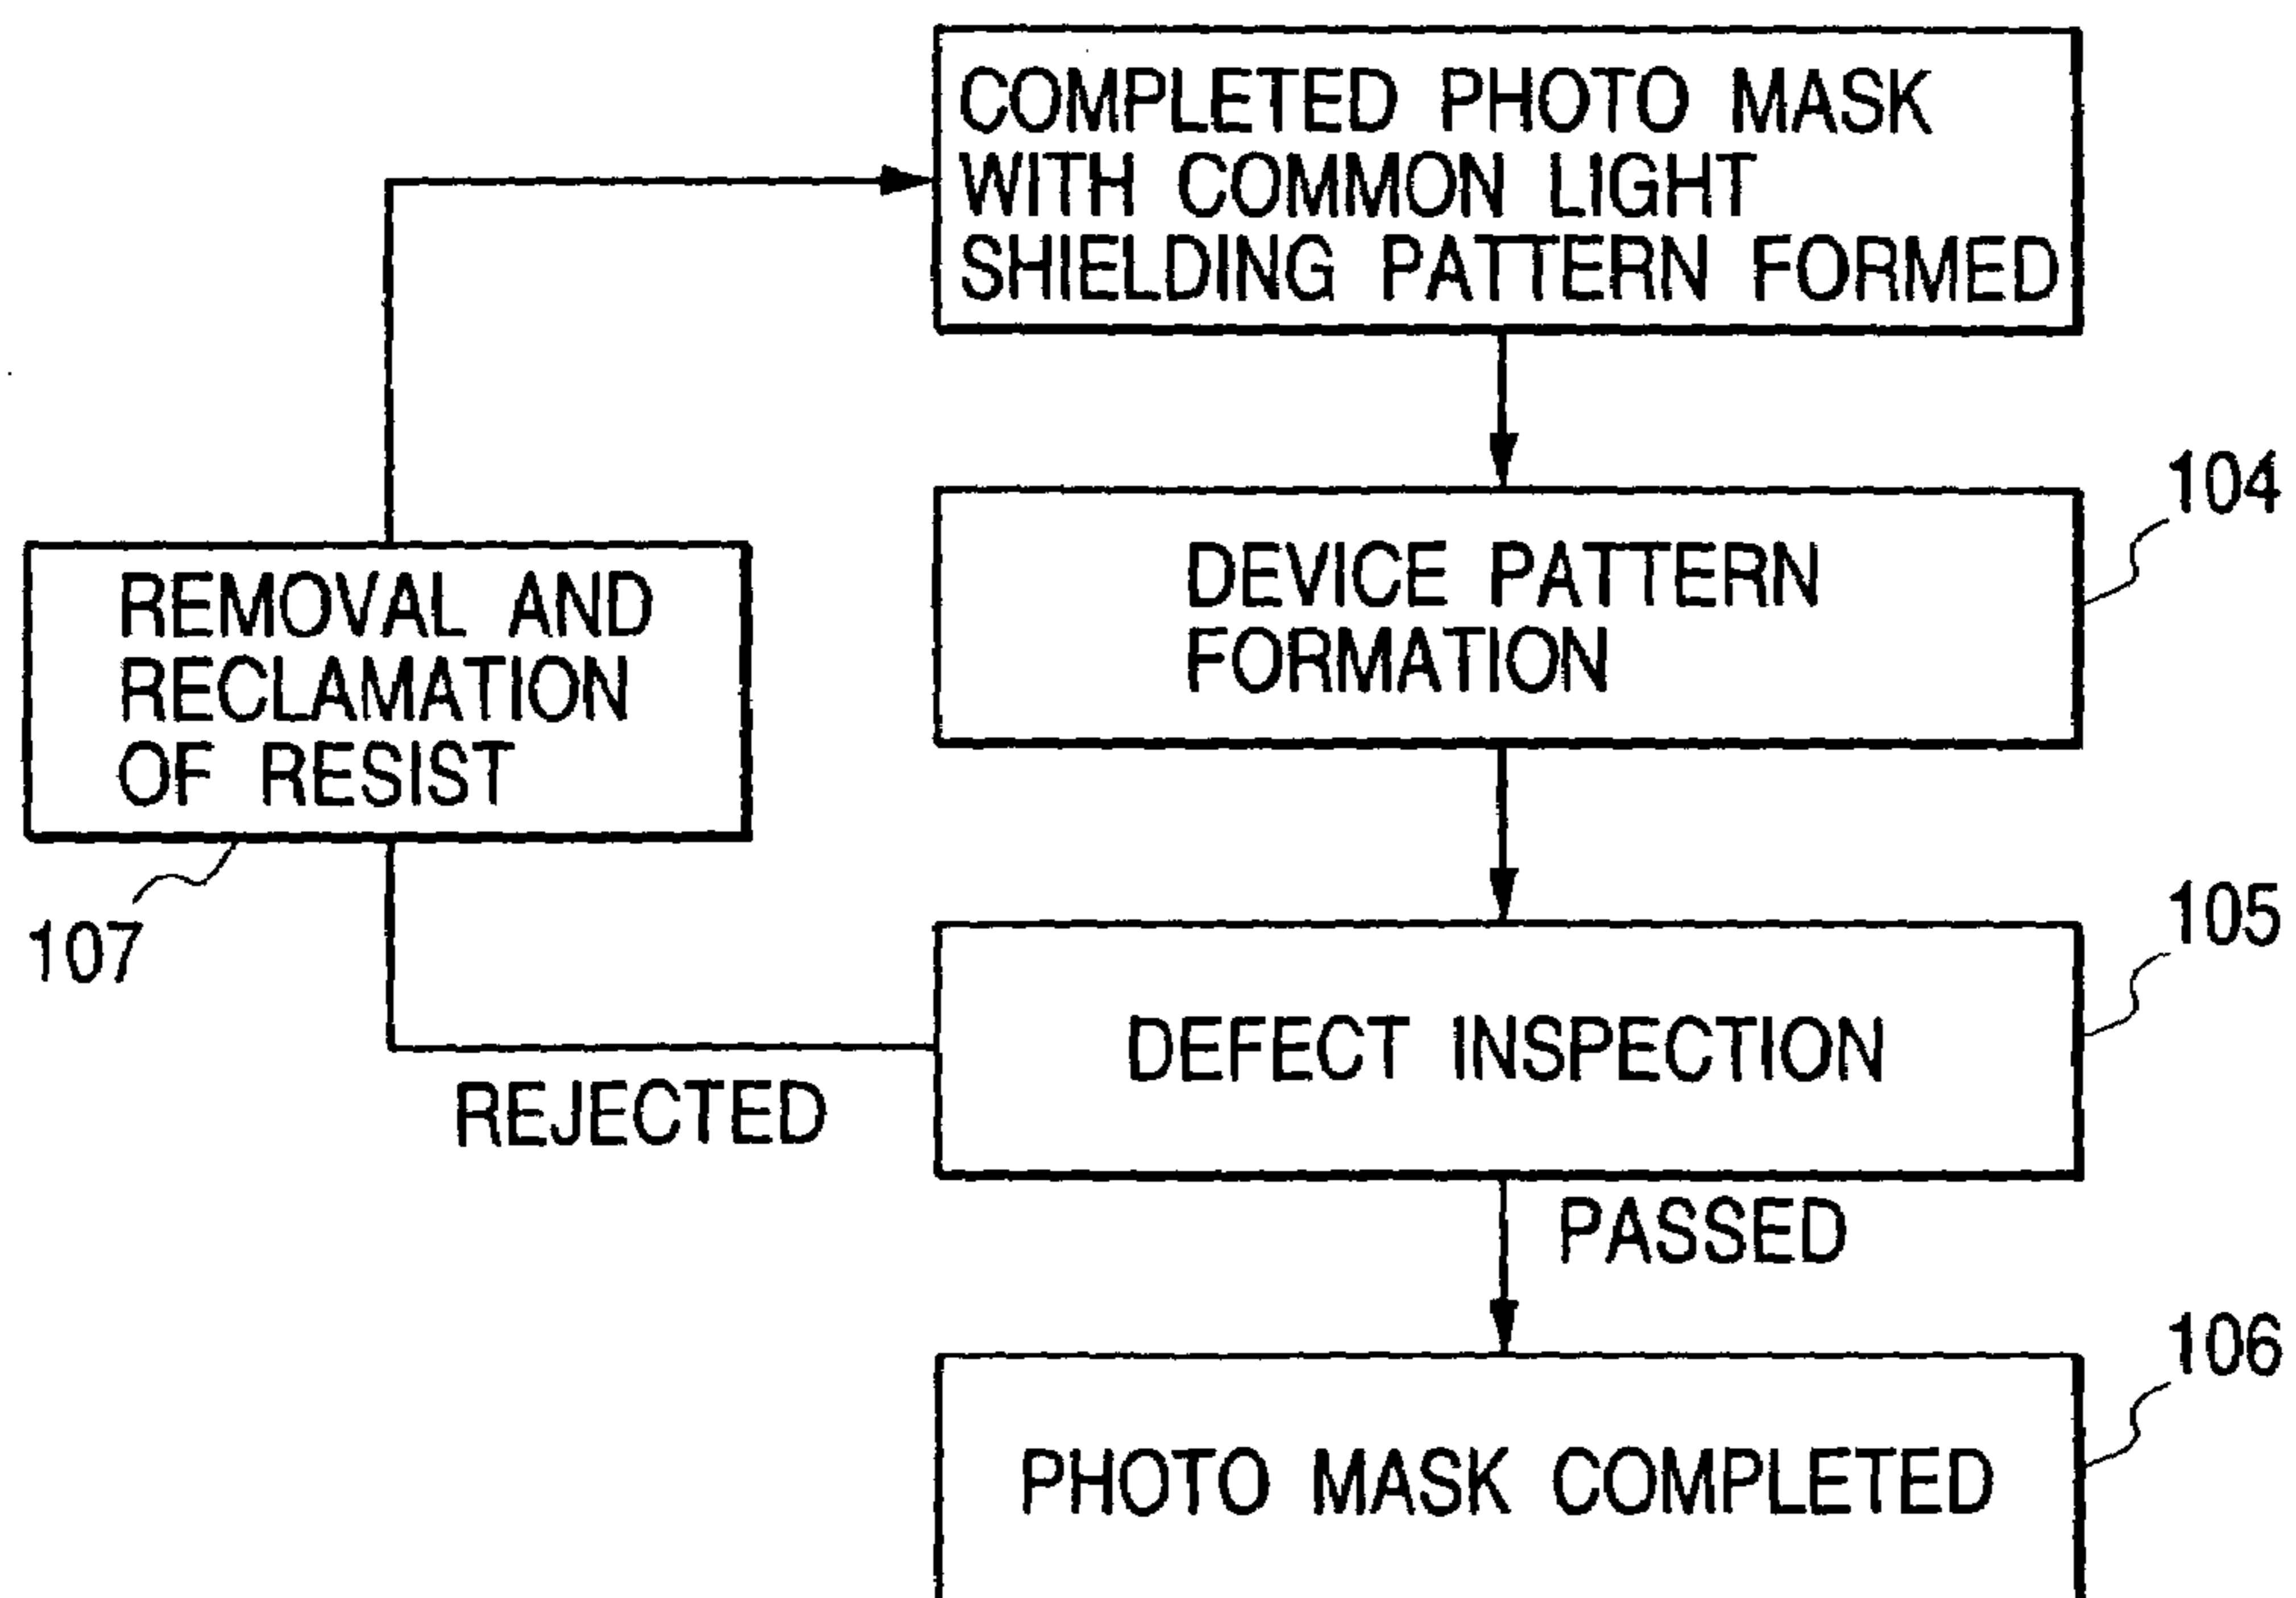 COMPLETED PHOTO MASK
WITH COMMON LIGHT
SHIELDING PATTERN FORMED
104
DEVICE PATTERN
FORMATION
REMOVAL AND
RECLAMATION
OF RESIST
107
105
DEFECT INSPECTION
REJECTED
PASSED
106
PHOTO MASK COMPLETED